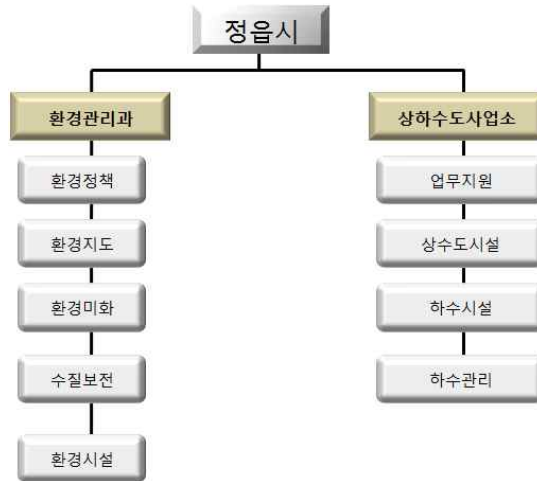 정읍시
환경관리과
환경정책
환경지도
환경미화
수질보전
환경시설
상하수도사업소
업무지원
상수도시설
하수시설
하수관리